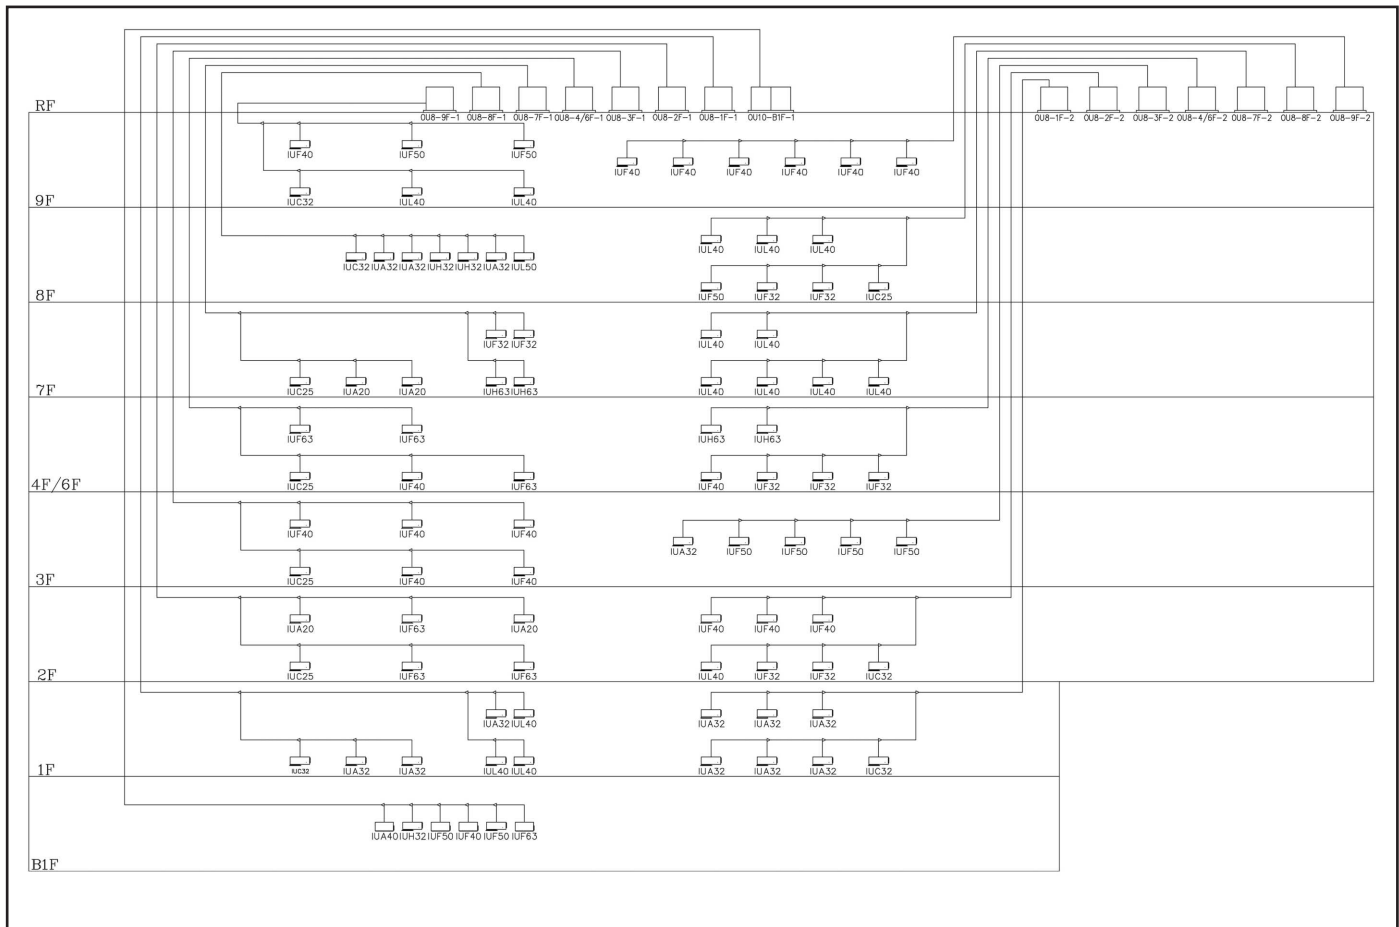 RF
OU8-9F-1 OU8-8F-1 OU8-7F-1 OU8-4/6F-1 OU8-3F-1 OU8-2F-1 OU8-1F-1 OU10-B1F-1 OU8-1F-2 OU8-2F-2 OU8-3F-2 OU8-4/6F-2 OU8-7F-2 OU8-8F-2 OU8-9F-2
IUF40 IUF50 IUF50
IUF40 IUF40 IUF40 IUF40 IUF40 IUF40
IUC32 IUL40 IUL40
9F
IUL40 IUL40 IUL40
IUC32 IUA32 IUA32 IUH32 IUH32 IUA32 IUL50
IUF50 IUF32 IUF32 IUC25
8F
IUF32 IUF32 IUL40 IUL40
IUC25 IUA20 IUA20 IUH63 IUH63 IUL40 IUL40 IUL40 IUL40
7F
IUF63 IUF63 IUH63 IUH63
IUC25 IUF40 IUF63 IUF40 IUF32 IUF32 IUF32
4F/6F
IUF40 IUF40 IUF40
IUA32 IUF50 IUF50 IUF50 IUF50
IUC25 IUF40 IUF40
3F
IUA20 IUF63 IUA20 IUF40 IUF40 IUF40
IUC25 IUF63 IUF63 IUL40 IUF32 IUF32 IUC32
2F
IUA32 IUL40 IUA32 IUA32 IUA32
IUC32 IUA32 IUA32 IUL40 IUL40 IUA32 IUA32 IUA32 IUC32
1F
IUA40 IUH32 IUF50 IUF40 IUF50 IUF63
B1F